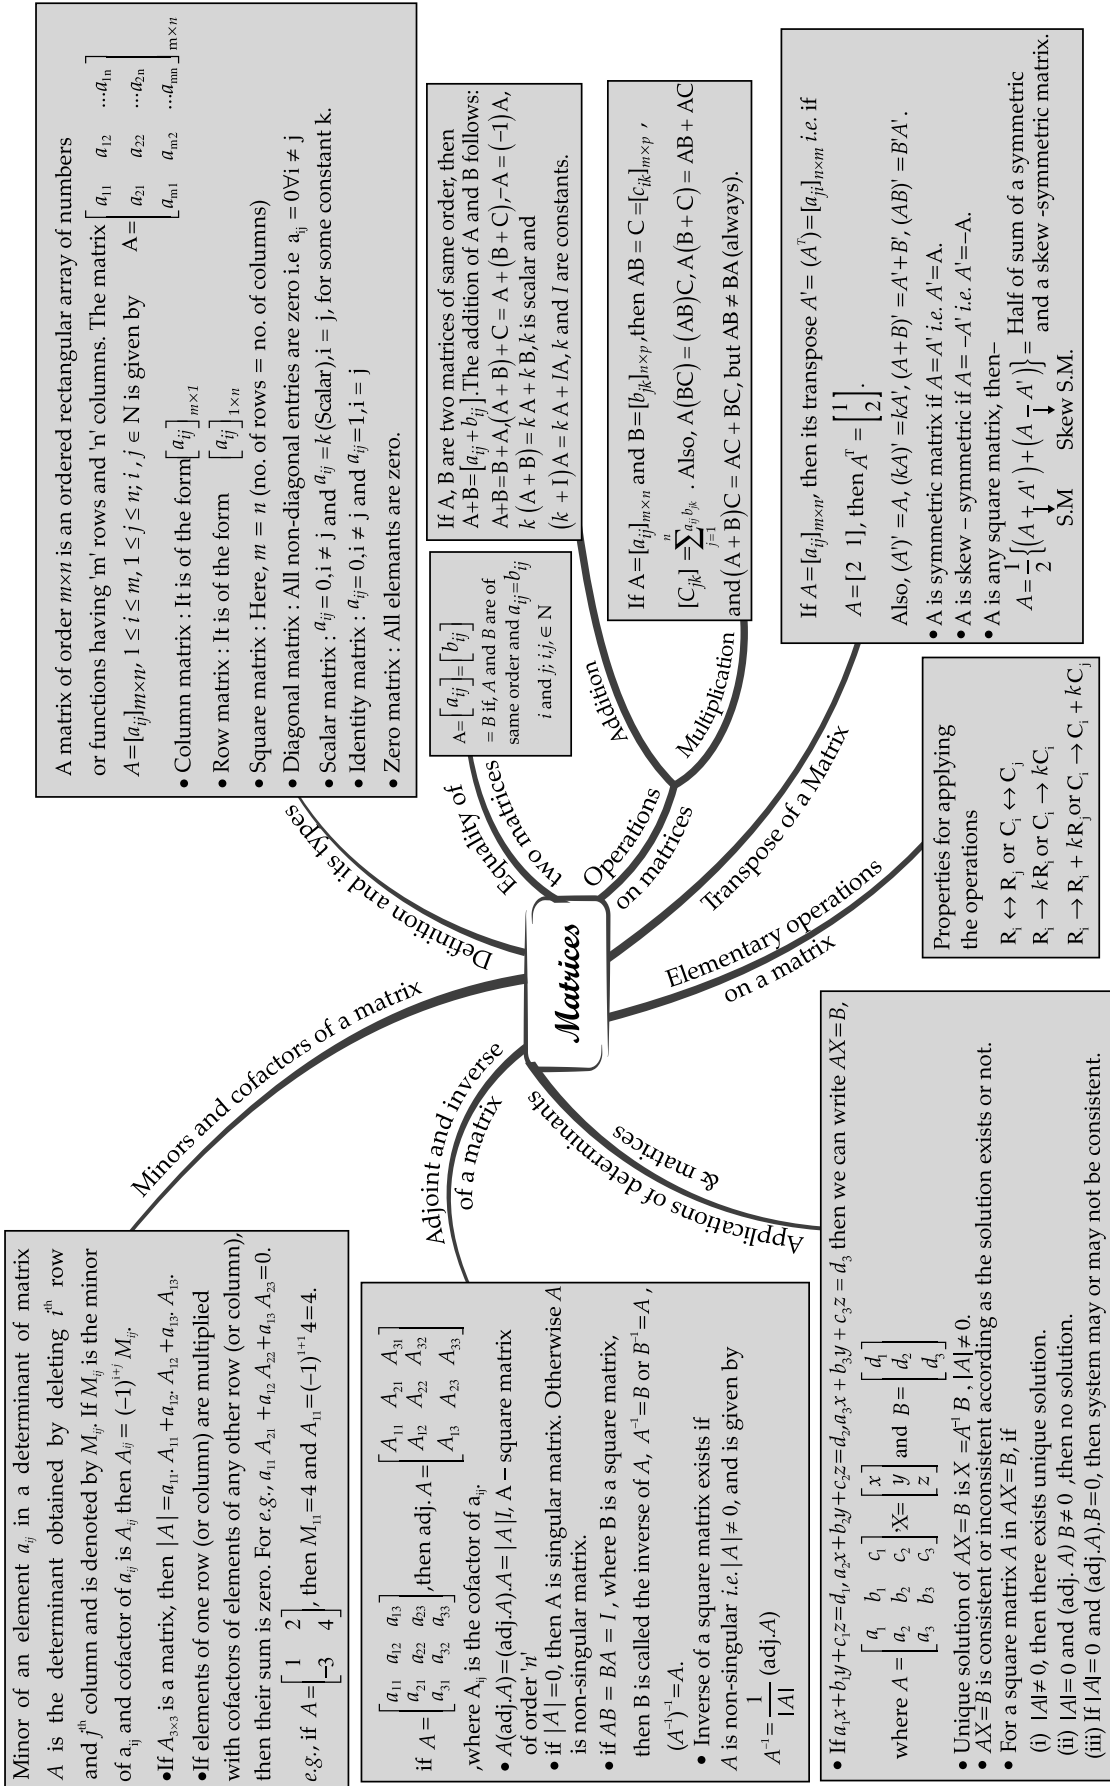 Matrices
Definition and its types
A matrix of order m×n is an ordered rectangular array of numbers
or functions having 'm' rows and 'n' columns. The matrix
A=[aij]m×n, 1 ≤ i ≤ m, 1 ≤ j ≤ n; i, j ∈ N is given by A= [a11 a12 ...a1n
a21 a22 ...a2n
am1 am2 ...amn] m×n
• Column matrix : It is of the form [aij]m×1
• Row matrix : It is of the form [aij]1×n
• Square matrix : Here, m = n (no. of rows = no. of columns)
• Diagonal matrix : All non-diagonal entries are zero i.e aij = 0∀i ≠ j
• Scalar matrix : aij = 0, i ≠ j and aij = k (Scalar), i = j, for some constant k.
• Identity matrix : aij = 0, i ≠ j and aij = 1, i = j
• Zero matrix : All elemants are zero.
Equality of
two matrices
A=[aij]=[bij]
= B if, A and B are of
same order and aij=bij
i and j; i,j,∈N
Operations
on matrices
Addition
If A, B are two matrices of same order, then
A+B=[aij+bij].The addition of A and B follows:
A+B=B+A,(A+B)+C = A+(B+C),−A = (−1)A,
k(A+B)=kA+kB,k is scalar and
(k + I)A = kA + IA, k and I are constants.
Multiplication
If A=[aij]m×n and B=[bjk]n×p,then AB = C =[cik]m×p ,
[Cjk] = n ∑ j=1 aij bjk . Also, A(BC) = (AB)C, A(B+C) = AB + AC
and (A + B)C = AC + BC, but AB ≠ BA (always).
Transpose of a Matrix
If A=[aij]m×n, then its transpose A'= (Aᵀ)=[aji]n×m i.e. if
A=[2 1], then Aᵀ = [1
2].
Also, (A')' = A, (kA)' =kA', (A+B)' =A'+B', (AB)' =B'A'.
• A is symmetric matrix if A=A' i.e. A'=A.
• A is skew – symmetric if A= −A' i.e. A'=−A.
• A is any square matrix, then–
A= 1/2{(A + A')+(A − A')}= Half of sum of a symmetric
and a skew -symmetric matrix.
S.M Skew S.M.
Elementary operations
on a matrix
Properties for applying
the operations
Ri ↔ Rj or Ci ↔ Cj
Ri → kRi or Ci → kCi
Ri → Ri + kRj or Ci → Ci + kCj
Minors and cofactors of a matrix
Minor of an element aij in a determinant of matrix
A is the determinant obtained by deleting iᵗʰ row
and jᵗʰ column and is denoted by Mij. If Mij is the minor
of aij and cofactor of aij is Aij then Aij = (−1)^i+j Mij.
•If A3×3 is a matrix, then |A|=a11. A11 +a12. A12 +a13. A13.
•If elements of one row (or column) are multiplied
with cofactors of elements of any other row (or column),
then their sum is zero. For e.g., a11 A21 +a12 A22+a13 A23=0.
e.g., if A=[1 2
−3 4], then M11=4 and A11=(−1)^1+1 4=4.
Adjoint and inverse
of a matrix
if A=[a11 a12 a13
a21 a22 a23
a31 a32 a33] ,then adj. A=[A11 A21 A31
A12 A22 A32
A13 A23 A33]
,where Aij is the cofactor of aij.
• A(adj.A)=(adj.A).A=|A|I, A – square matrix
of order 'n'
• if |A|=0, then A is singular matrix. Otherwise A
is non-singular matrix.
• if AB = BA = I , where B is a square matrix,
then B is called the inverse of A, A⁻¹=B or B⁻¹=A ,
(A⁻¹)⁻¹=A.
• Inverse of a square matrix exists if
A is non-singular i.e. |A| ≠ 0, and is given by
A⁻¹= 1/|A| (adj.A)
Applications of determinants
& matrices
• If a1x+b1y+c1z=d1, a2x+b2y+c2z=d2,a3x + b3y + c3z = d3 then we can write AX=B,
where A = [a1 b1 c1
a2 b2 c2
a3 b3 c3] ,X=[x
y
z] and B=[d1
d2
d3]
• Unique solution of AX=B is X =A⁻¹ B , |A|≠0.
• AX=B is consistent or inconsistent according as the solution exists or not.
• For a square matrix A in AX=B, if
(i) |A|≠0, then there exists unique solution.
(ii) |A|=0 and (adj. A) B≠0 ,then no solution.
(iii) If |A|=0 and (adj.A).B=0, then system may or may not be consistent.